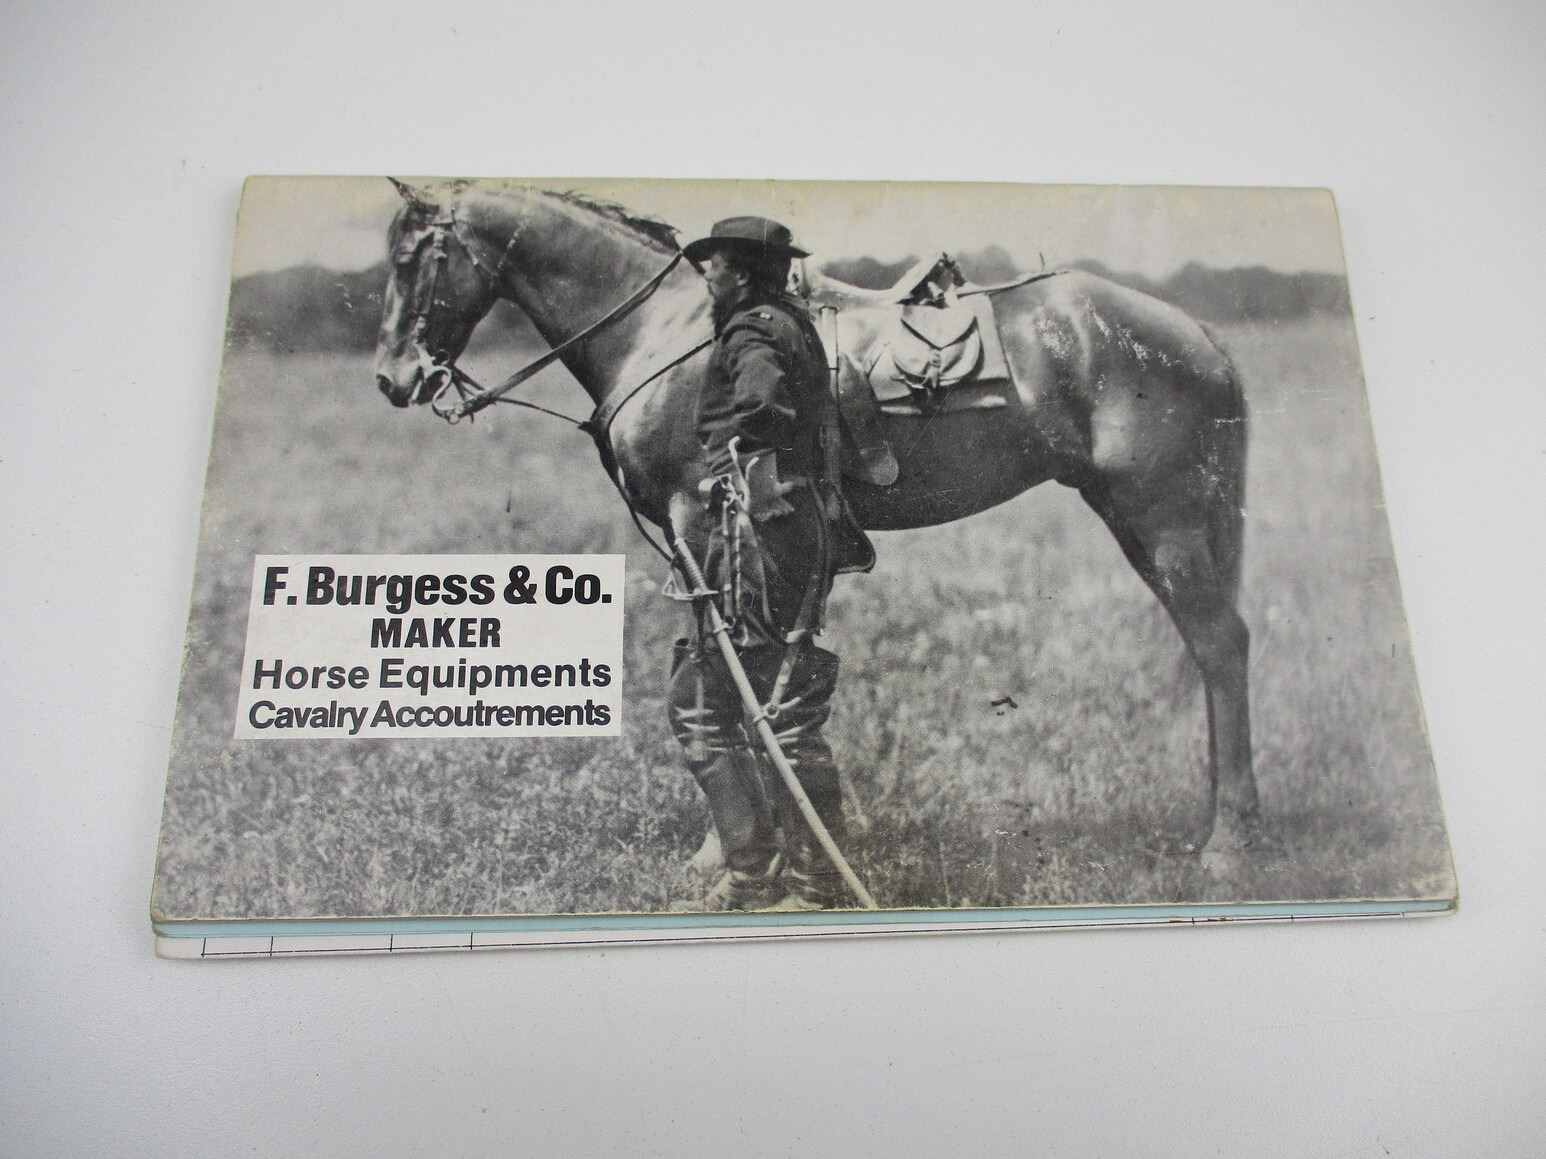 F. Burgess & Co.
MAKER
Horse Equipments
Cavalry Accoutrements